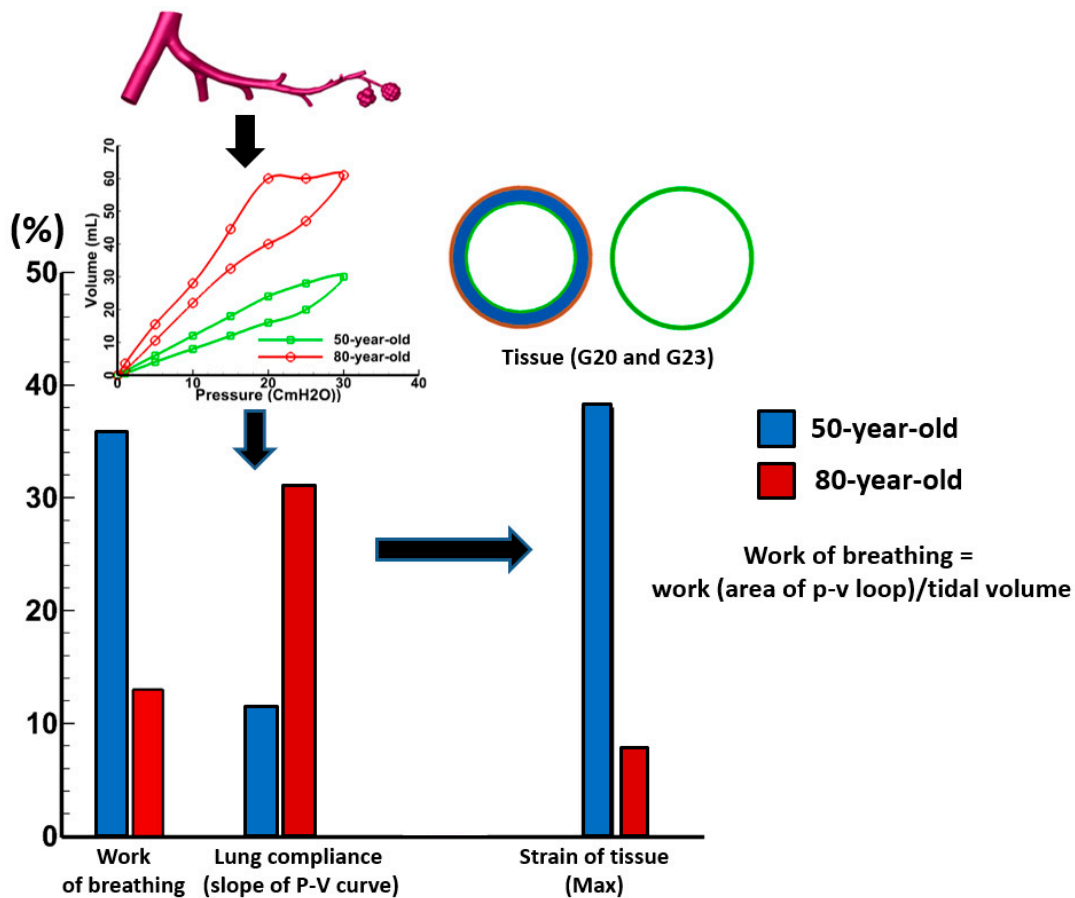 70
60
50
40
30
20
10
0
Volume (mL)
50-year-old
80-year-old
0
10
20
30
40
Pressure (CmH2O))
(%)
50
40
30
20
10
0
Tissue (G20 and G23)
50-year-old
80-year-old
Work of breathing =
work (area of p-v loop)/tidal volume
Work
of breathing
Lung compliance
(slope of P-V curve)
Strain of tissue
(Max)